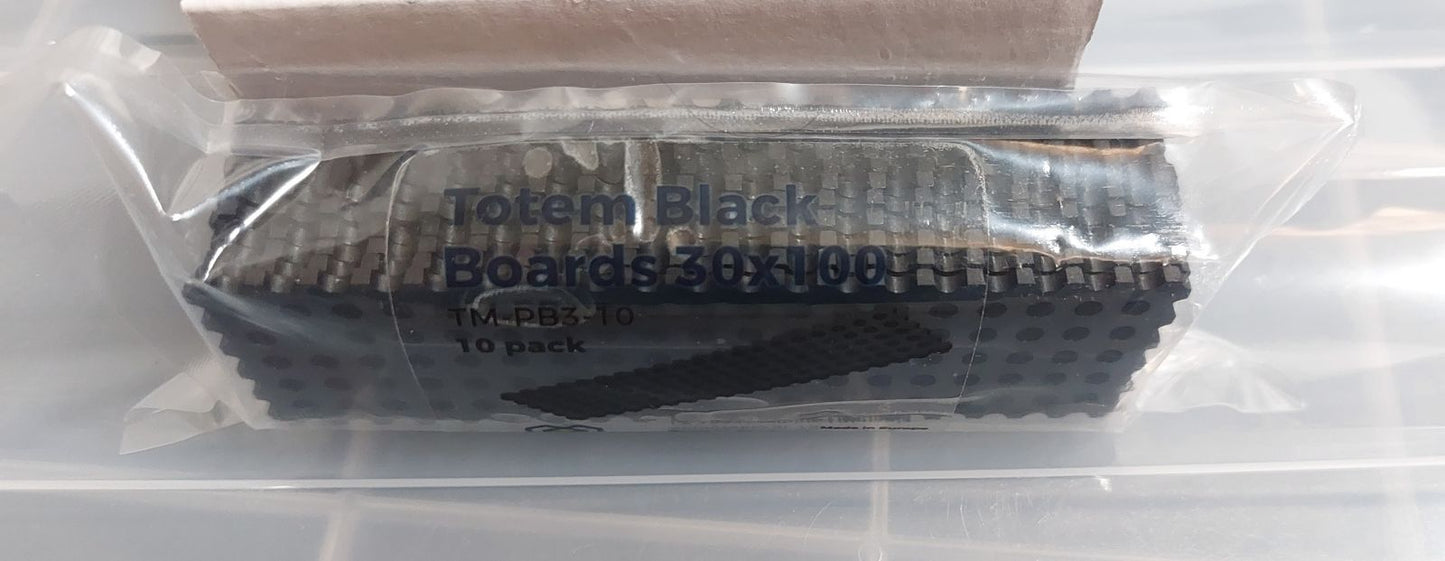 Totem Black
Boards 30x100
TM-PB3-10
10 pack
Made in Europe